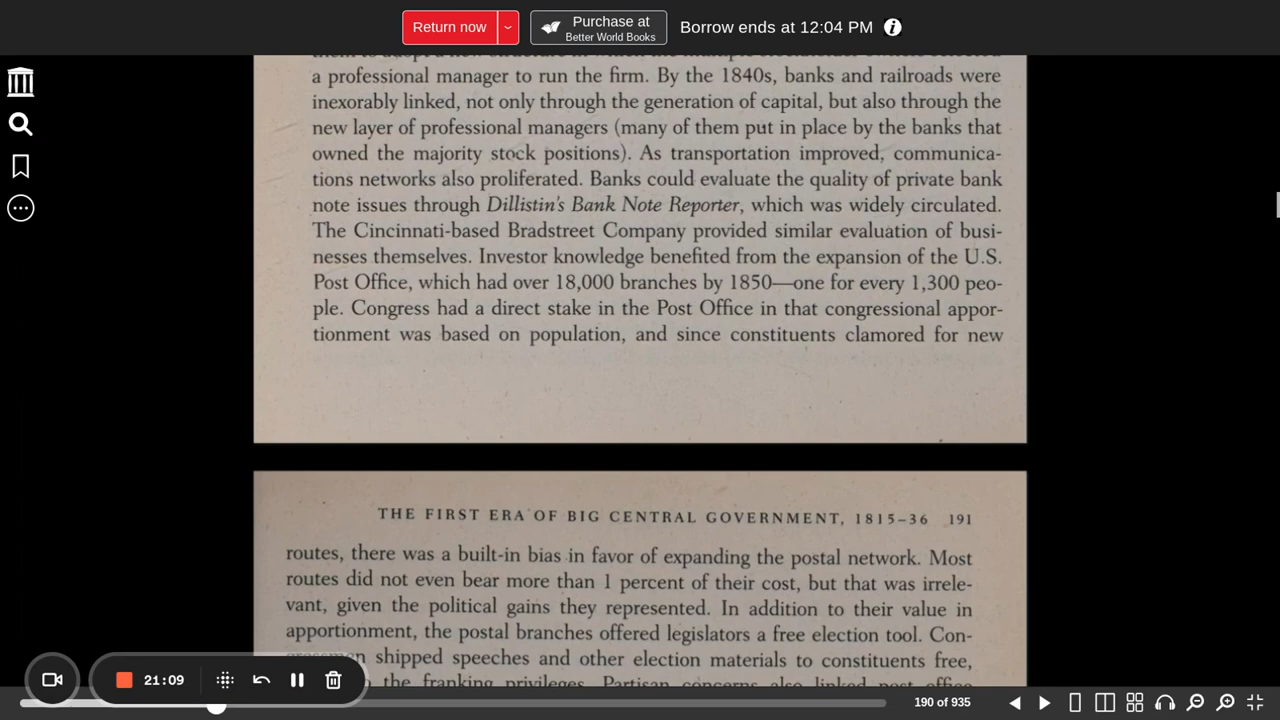 Return now
Purchase at
Better World Books
Borrow ends at 12:04 PM
a professional manager to run the firm. By the 1840s, banks and railroads were
inexorably linked, not only through the generation of capital, but also through the
new layer of professional managers (many of them put in place by the banks that
owned the majority stock positions). As transportation improved, communica-
tions networks also proliferated. Banks could evaluate the quality of private bank
note issues through Dillistin's Bank Note Reporter, which was widely circulated.
The Cincinnati-based Bradstreet Company provided similar evaluation of busi-
nesses themselves. Investor knowledge benefited from the expansion of the U.S.
Post Office, which had over 18,000 branches by 1850—one for every 1,300 peo-
ple. Congress had a direct stake in the Post Office in that congressional appor-
tionment was based on population, and since constituents clamored for new
THE FIRST ERA OF BIG CENTRAL GOVERNMENT, 1815–36 191
routes, there was a built-in bias in favor of expanding the postal network. Most
routes did not even bear more than 1 percent of their cost, but that was irrele-
vant, given the political gains they represented. In addition to their value in
apportionment, the postal branches offered legislators a free election tool. Con-
gressmen shipped speeches and other election materials to constituents free,
the franking privileges. Partisan concerns also linked post office
21:09
190 of 935